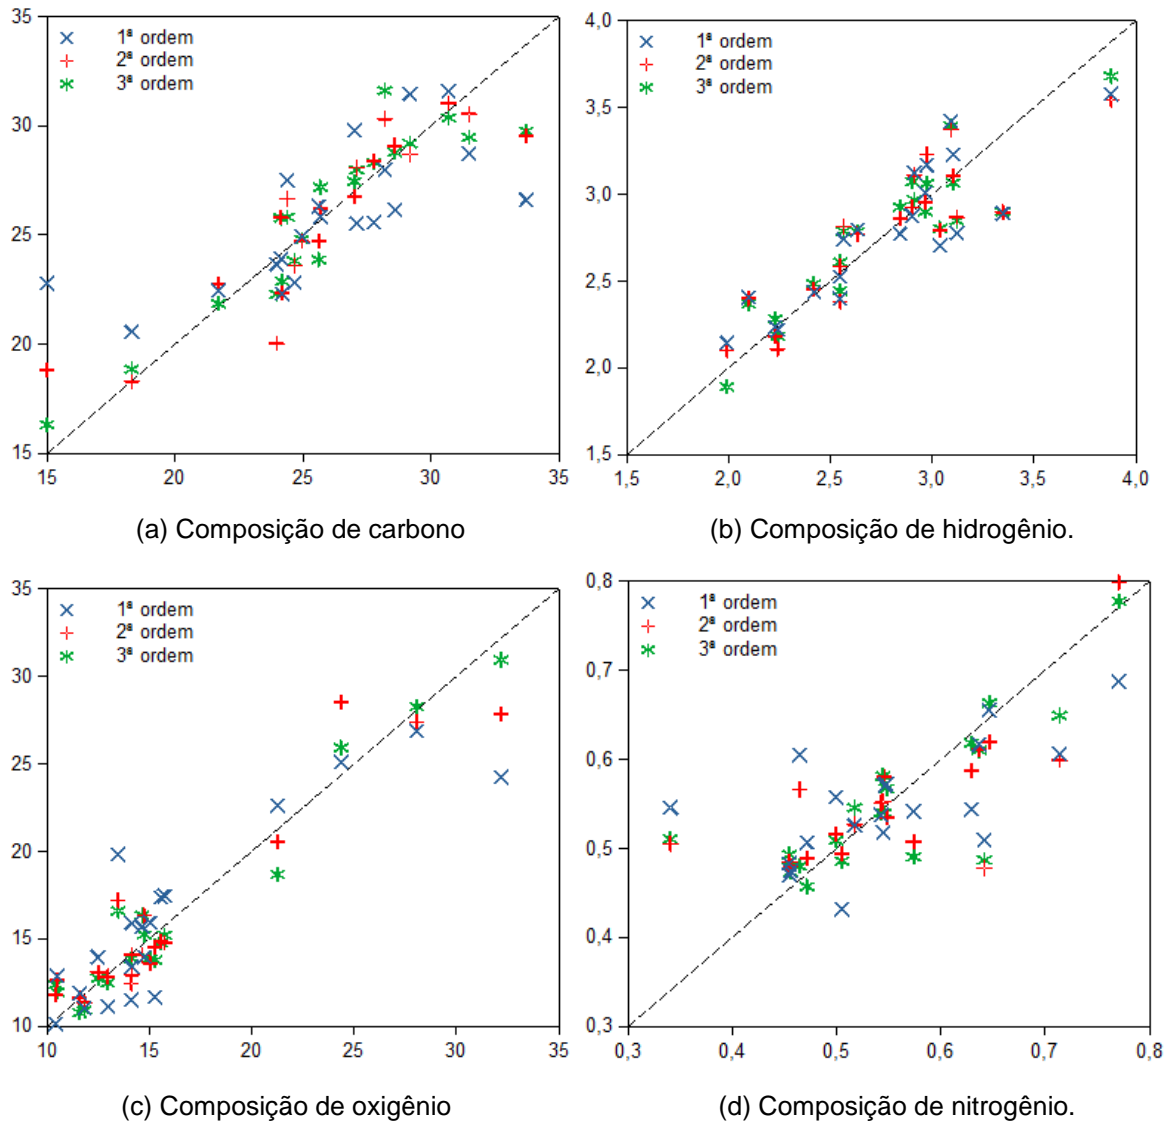 35
30
25
20
15
1ª ordem
2ª ordem
3ª ordem
15 20 25 30 35
(a) Composição de carbono
4,0
3,5
3,0
2,5
2,0
1,5
1ª ordem
2ª ordem
3ª ordem
1,5 2,0 2,5 3,0 3,5 4,0
(b) Composição de hidrogênio.
35
30
25
20
15
10
1ª ordem
2ª ordem
3ª ordem
10 15 20 25 30 35
(c) Composição de oxigênio
0,8
0,7
0,6
0,5
0,4
0,3
1ª ordem
2ª ordem
3ª ordem
0,3 0,4 0,5 0,6 0,7 0,8
(d) Composição de nitrogênio.